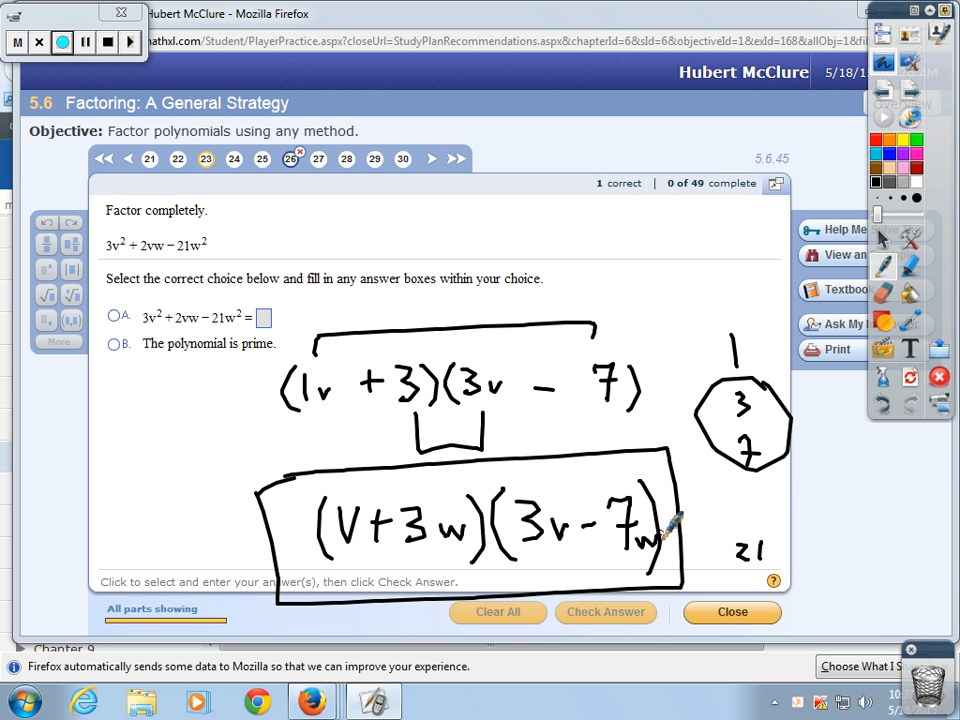 Hubert McClure - Mozilla Firefox
M
mathxl.com/Student/PlayerPractice.aspx?closeUrl=StudyPlanRecommendations.aspx&chapterId=6&sId=6&objectiveId=1&exId=168&allObj=1&fil
Hubert McClure 5/18/1
5.6 Factoring: A General Strategy
Objective: Factor polynomials using any method.
21 22 23 24 25 26 27 28 29 30
5.6.45
1 correct | 0 of 49 complete
Factor completely.
3v² + 2vw − 21w²
Select the correct choice below and fill in any answer boxes within your choice.
A. 3v² + 2vw − 21w² =
B. The polynomial is prime.
More
Help Me
View an
Textbook
Ask My
Print
(1v + 3)(3v − 7)
1
3
7
(v + 3w)(3v − 7w)
21
Click to select and enter your answer(s), then click Check Answer.
All parts showing
Clear All
Check Answer
Close
Chapter 9
Firefox automatically sends some data to Mozilla so that we can improve your experience.
Choose What I S